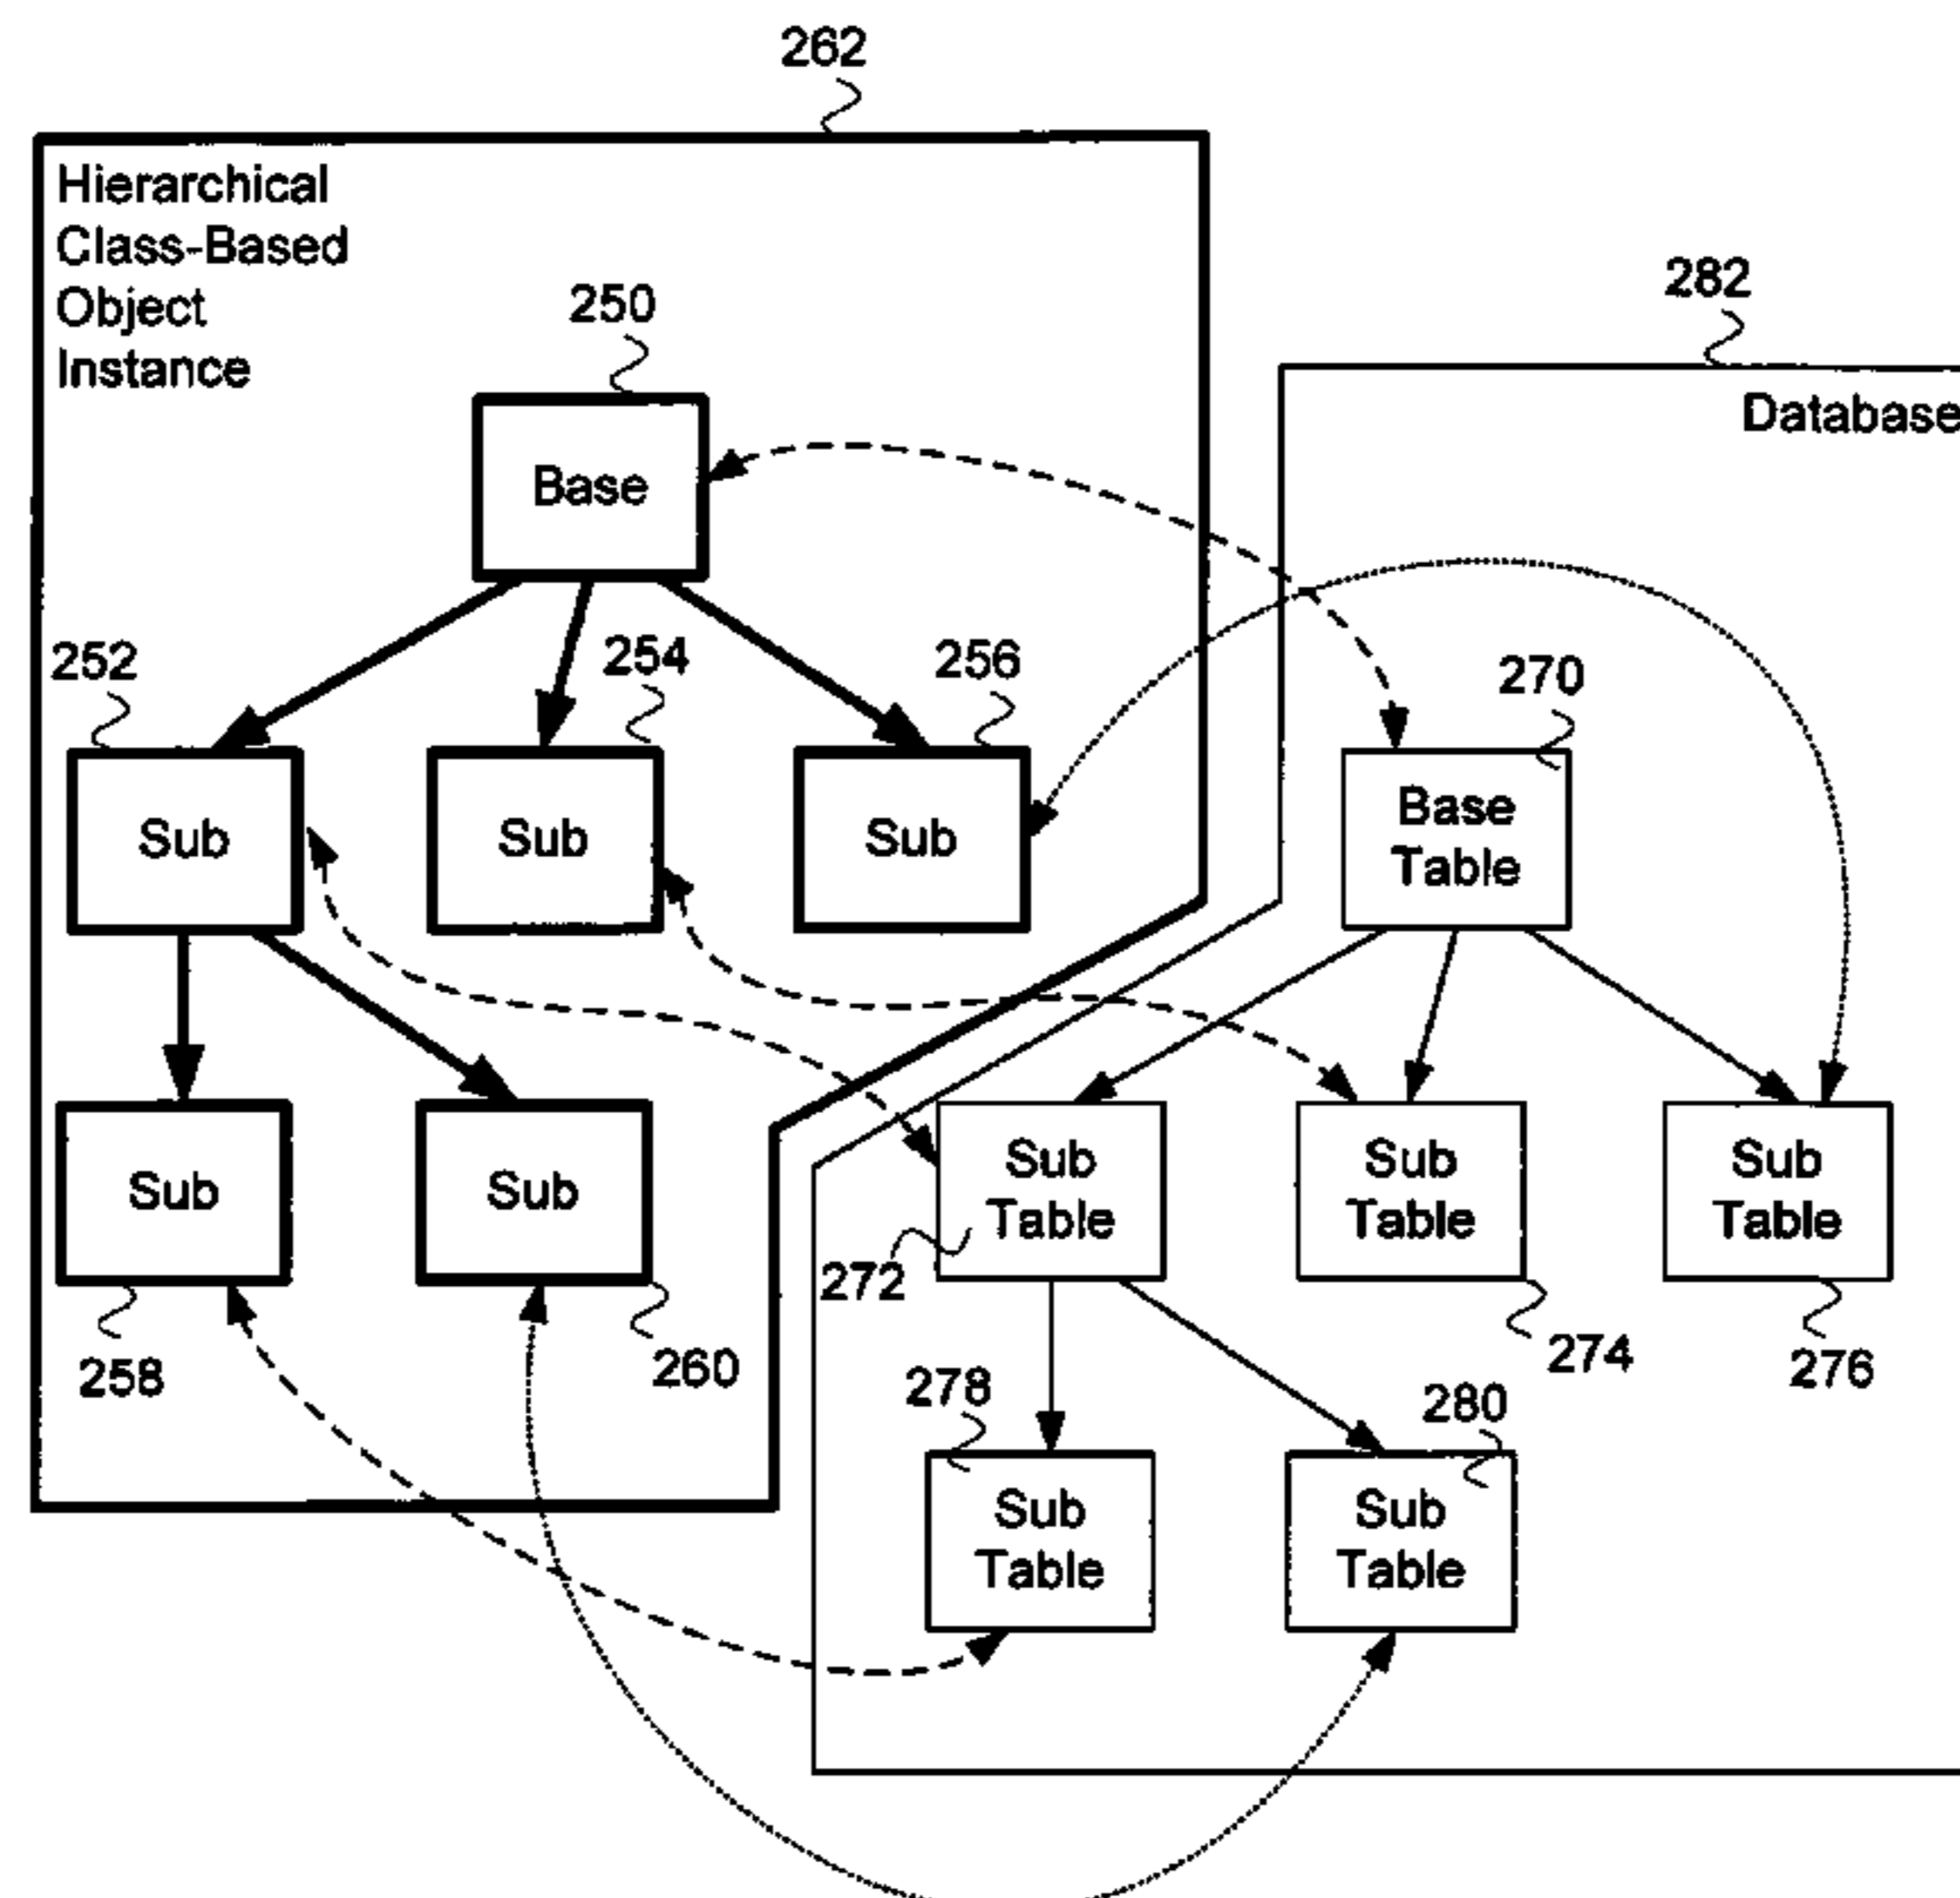 262
Hierarchical
Class-Based
Object
Instance
250
282
Database
Base
252
254
256
270
Sub
Sub
Sub
Base
Table
Sub
Sub
Sub
Table
Sub
Table
Sub
Table
272
258
260
274
276
278
280
Sub
Table
Sub
Table